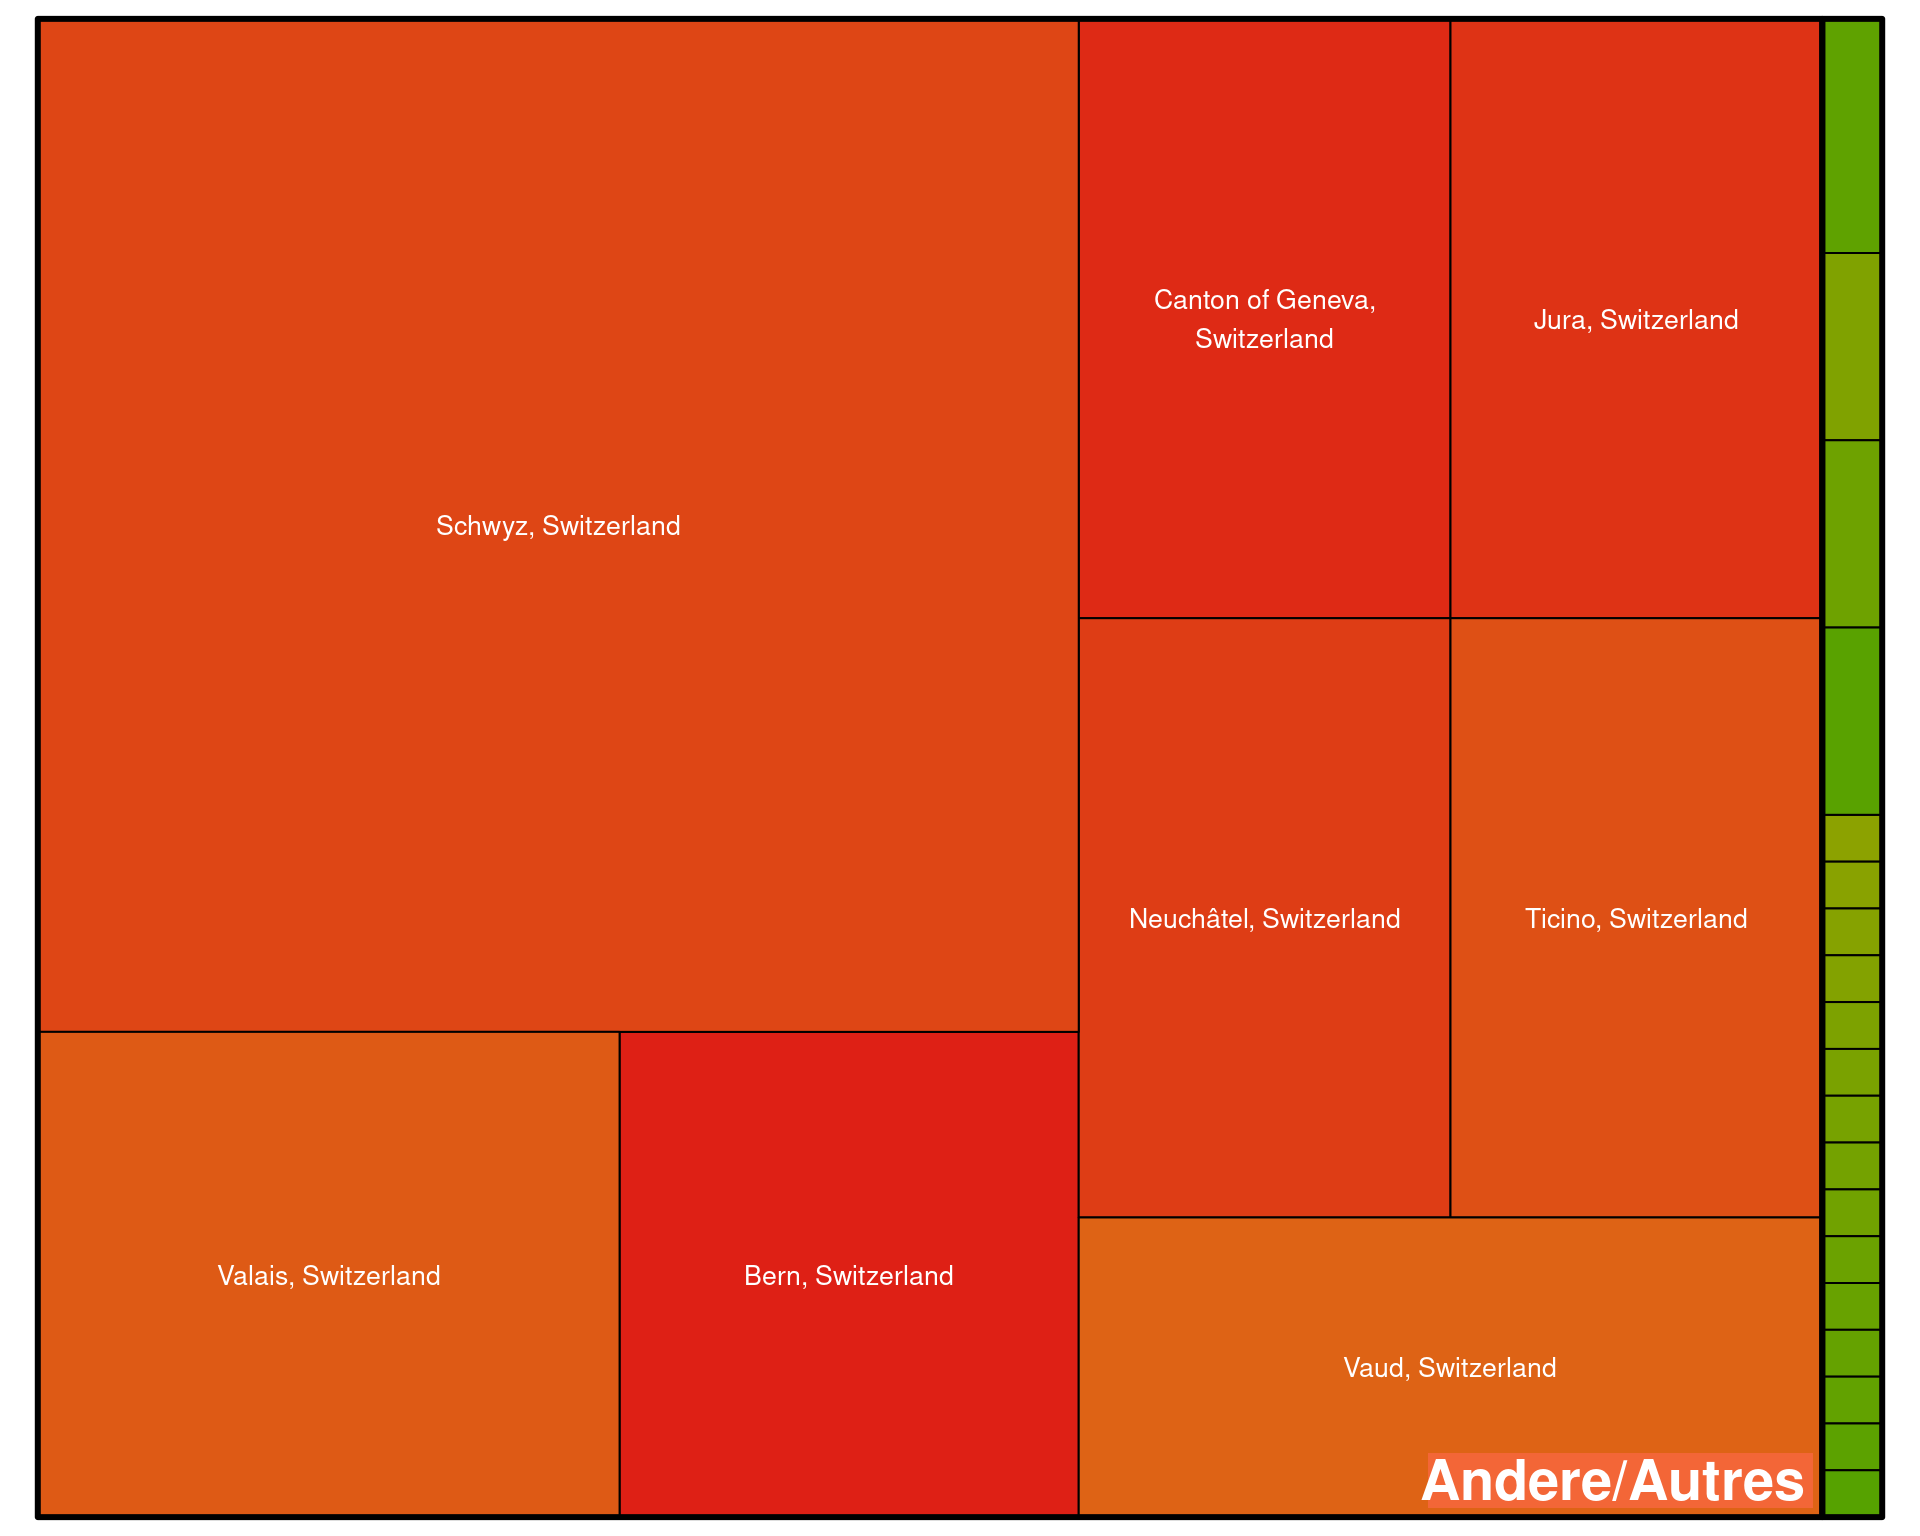 Schwyz, Switzerland
Canton of Geneva,
Switzerland
Jura, Switzerland
Neuchâtel, Switzerland
Ticino, Switzerland
Valais, Switzerland
Bern, Switzerland
Vaud, Switzerland
Andere/Autres